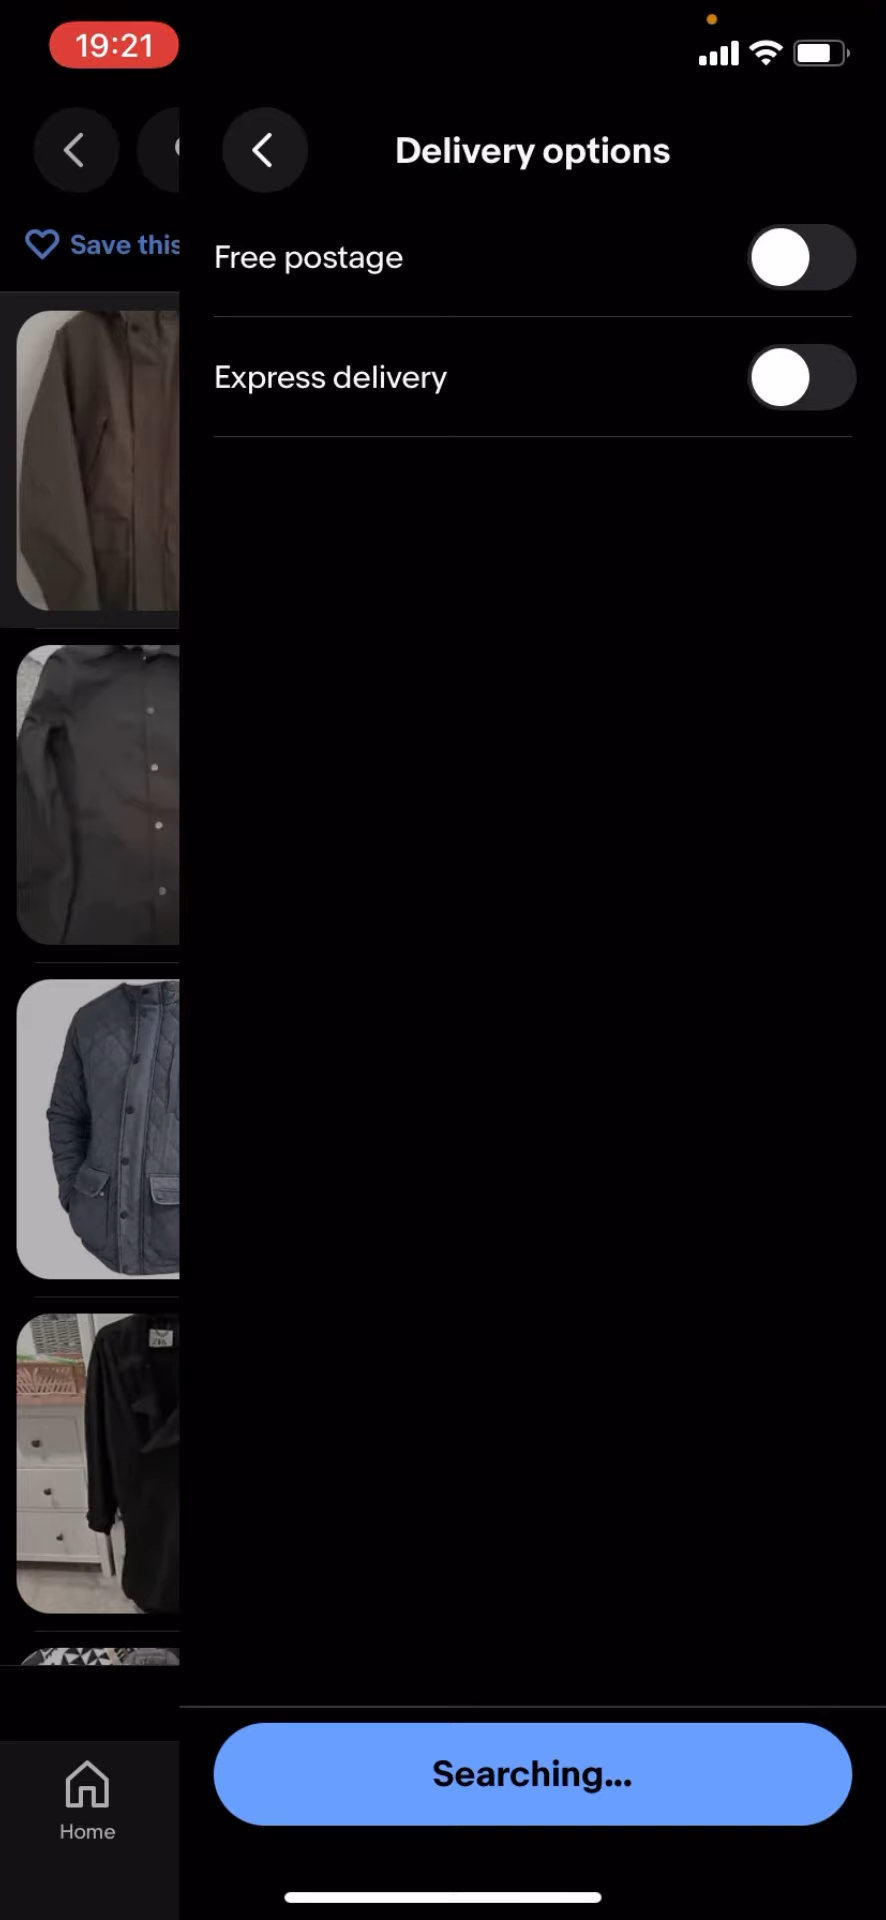 19:21
Delivery options
Save this
Free postage
Express delivery
Searching...
Home